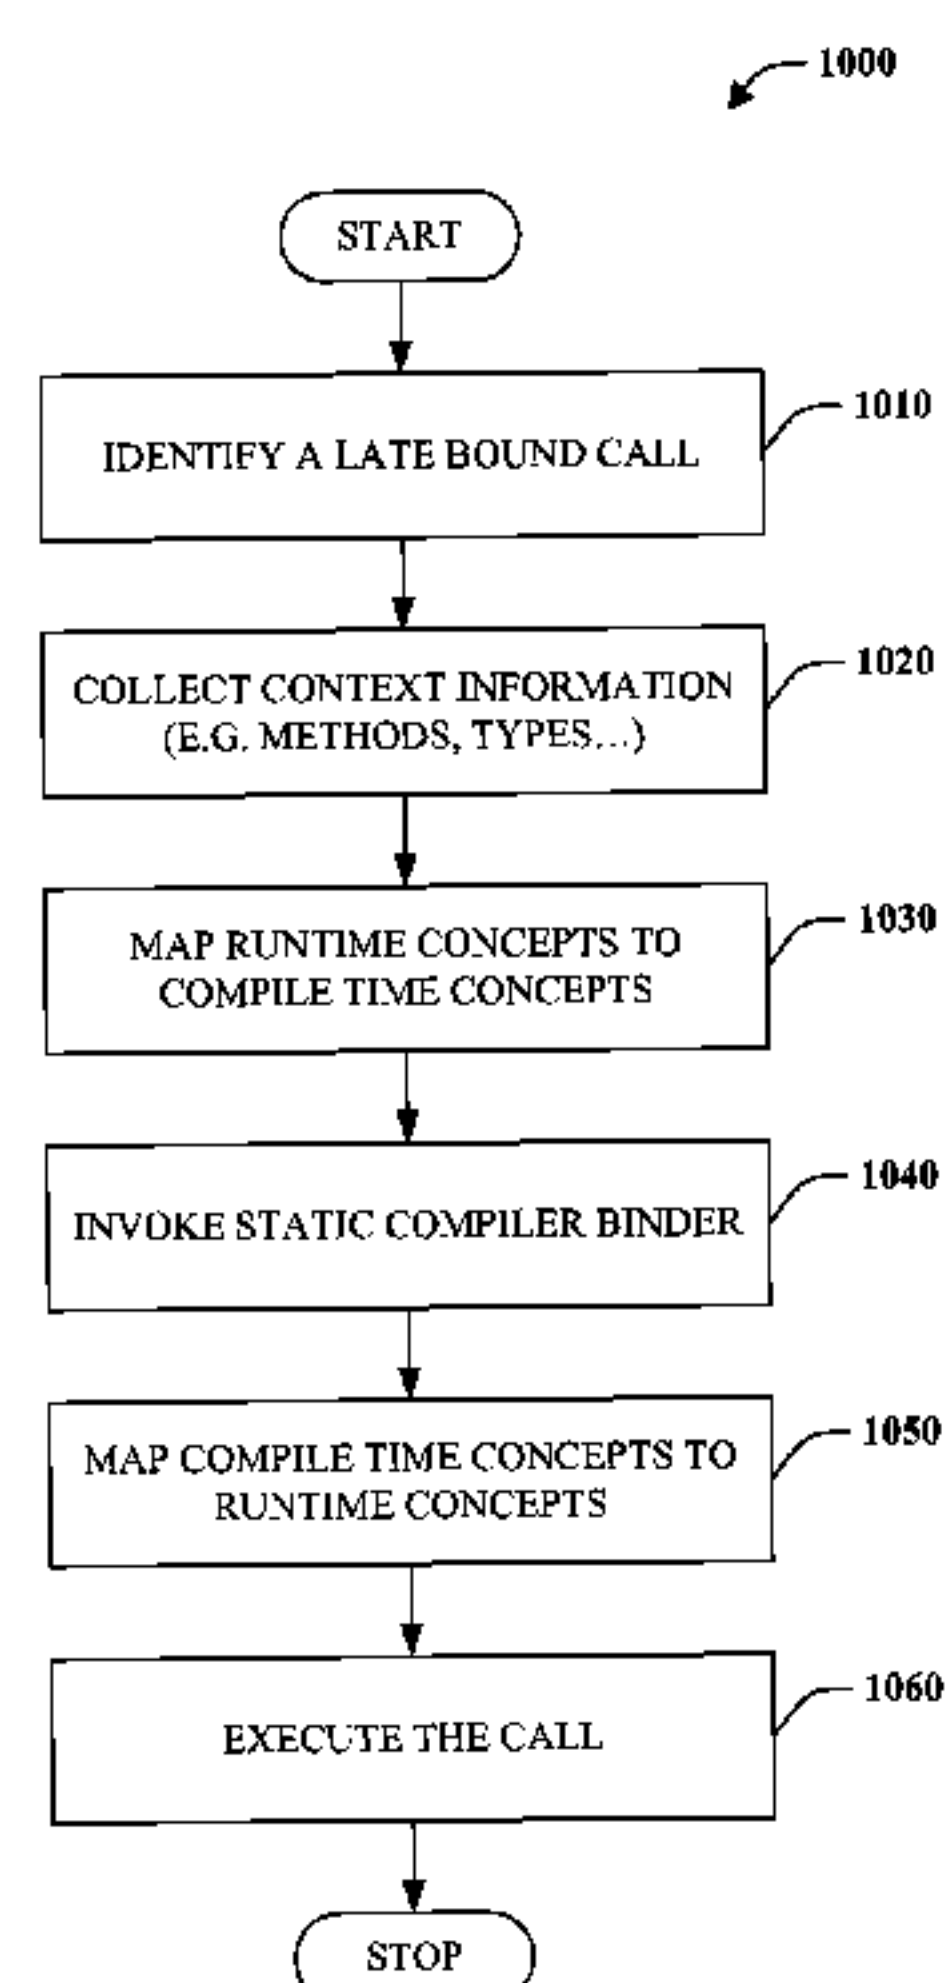 1000
START
IDENTIFY A LATE BOUND CALL
1010
COLLECT CONTEXT INFORMATION
(E.G. METHODS, TYPES...)
1020
MAP RUNTIME CONCEPTS TO
COMPILE TIME CONCEPTS
1030
INVOKE STATIC COMPILER BINDER
1040
MAP COMPILE TIME CONCEPTS TO
RUNTIME CONCEPTS
1050
EXECUTE THE CALL
1060
STOP